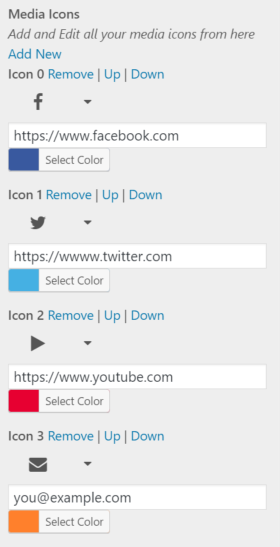 Media Icons
Add and Edit all your media icons from here
Add New
Icon 0 Remove | Up | Down
https://www.facebook.com
Select Color
Icon 1 Remove | Up | Down
https://wwww.twitter.com
Select Color
Icon 2 Remove | Up | Down
https://www.youtube.com
Select Color
Icon 3 Remove | Up | Down
you@example.com
Select Color